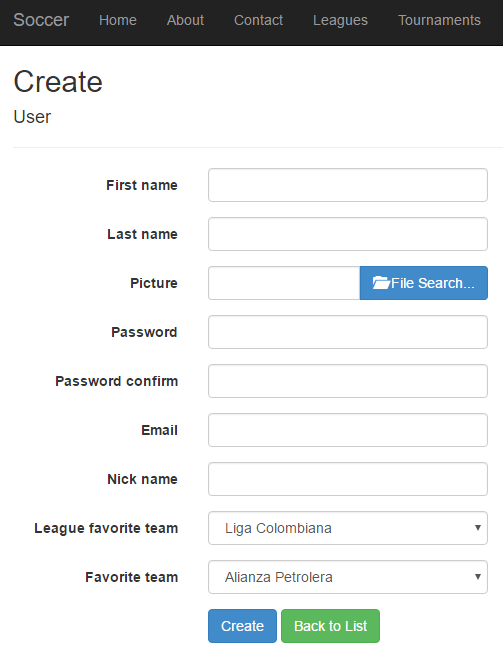 Soccer Home About Contact Leagues Tournaments
Create
User
First name
Last name
Picture File Search...
Password
Password confirm
Email
Nick name
League favorite team Liga Colombiana
Favorite team Alianza Petrolera
Create Back to List